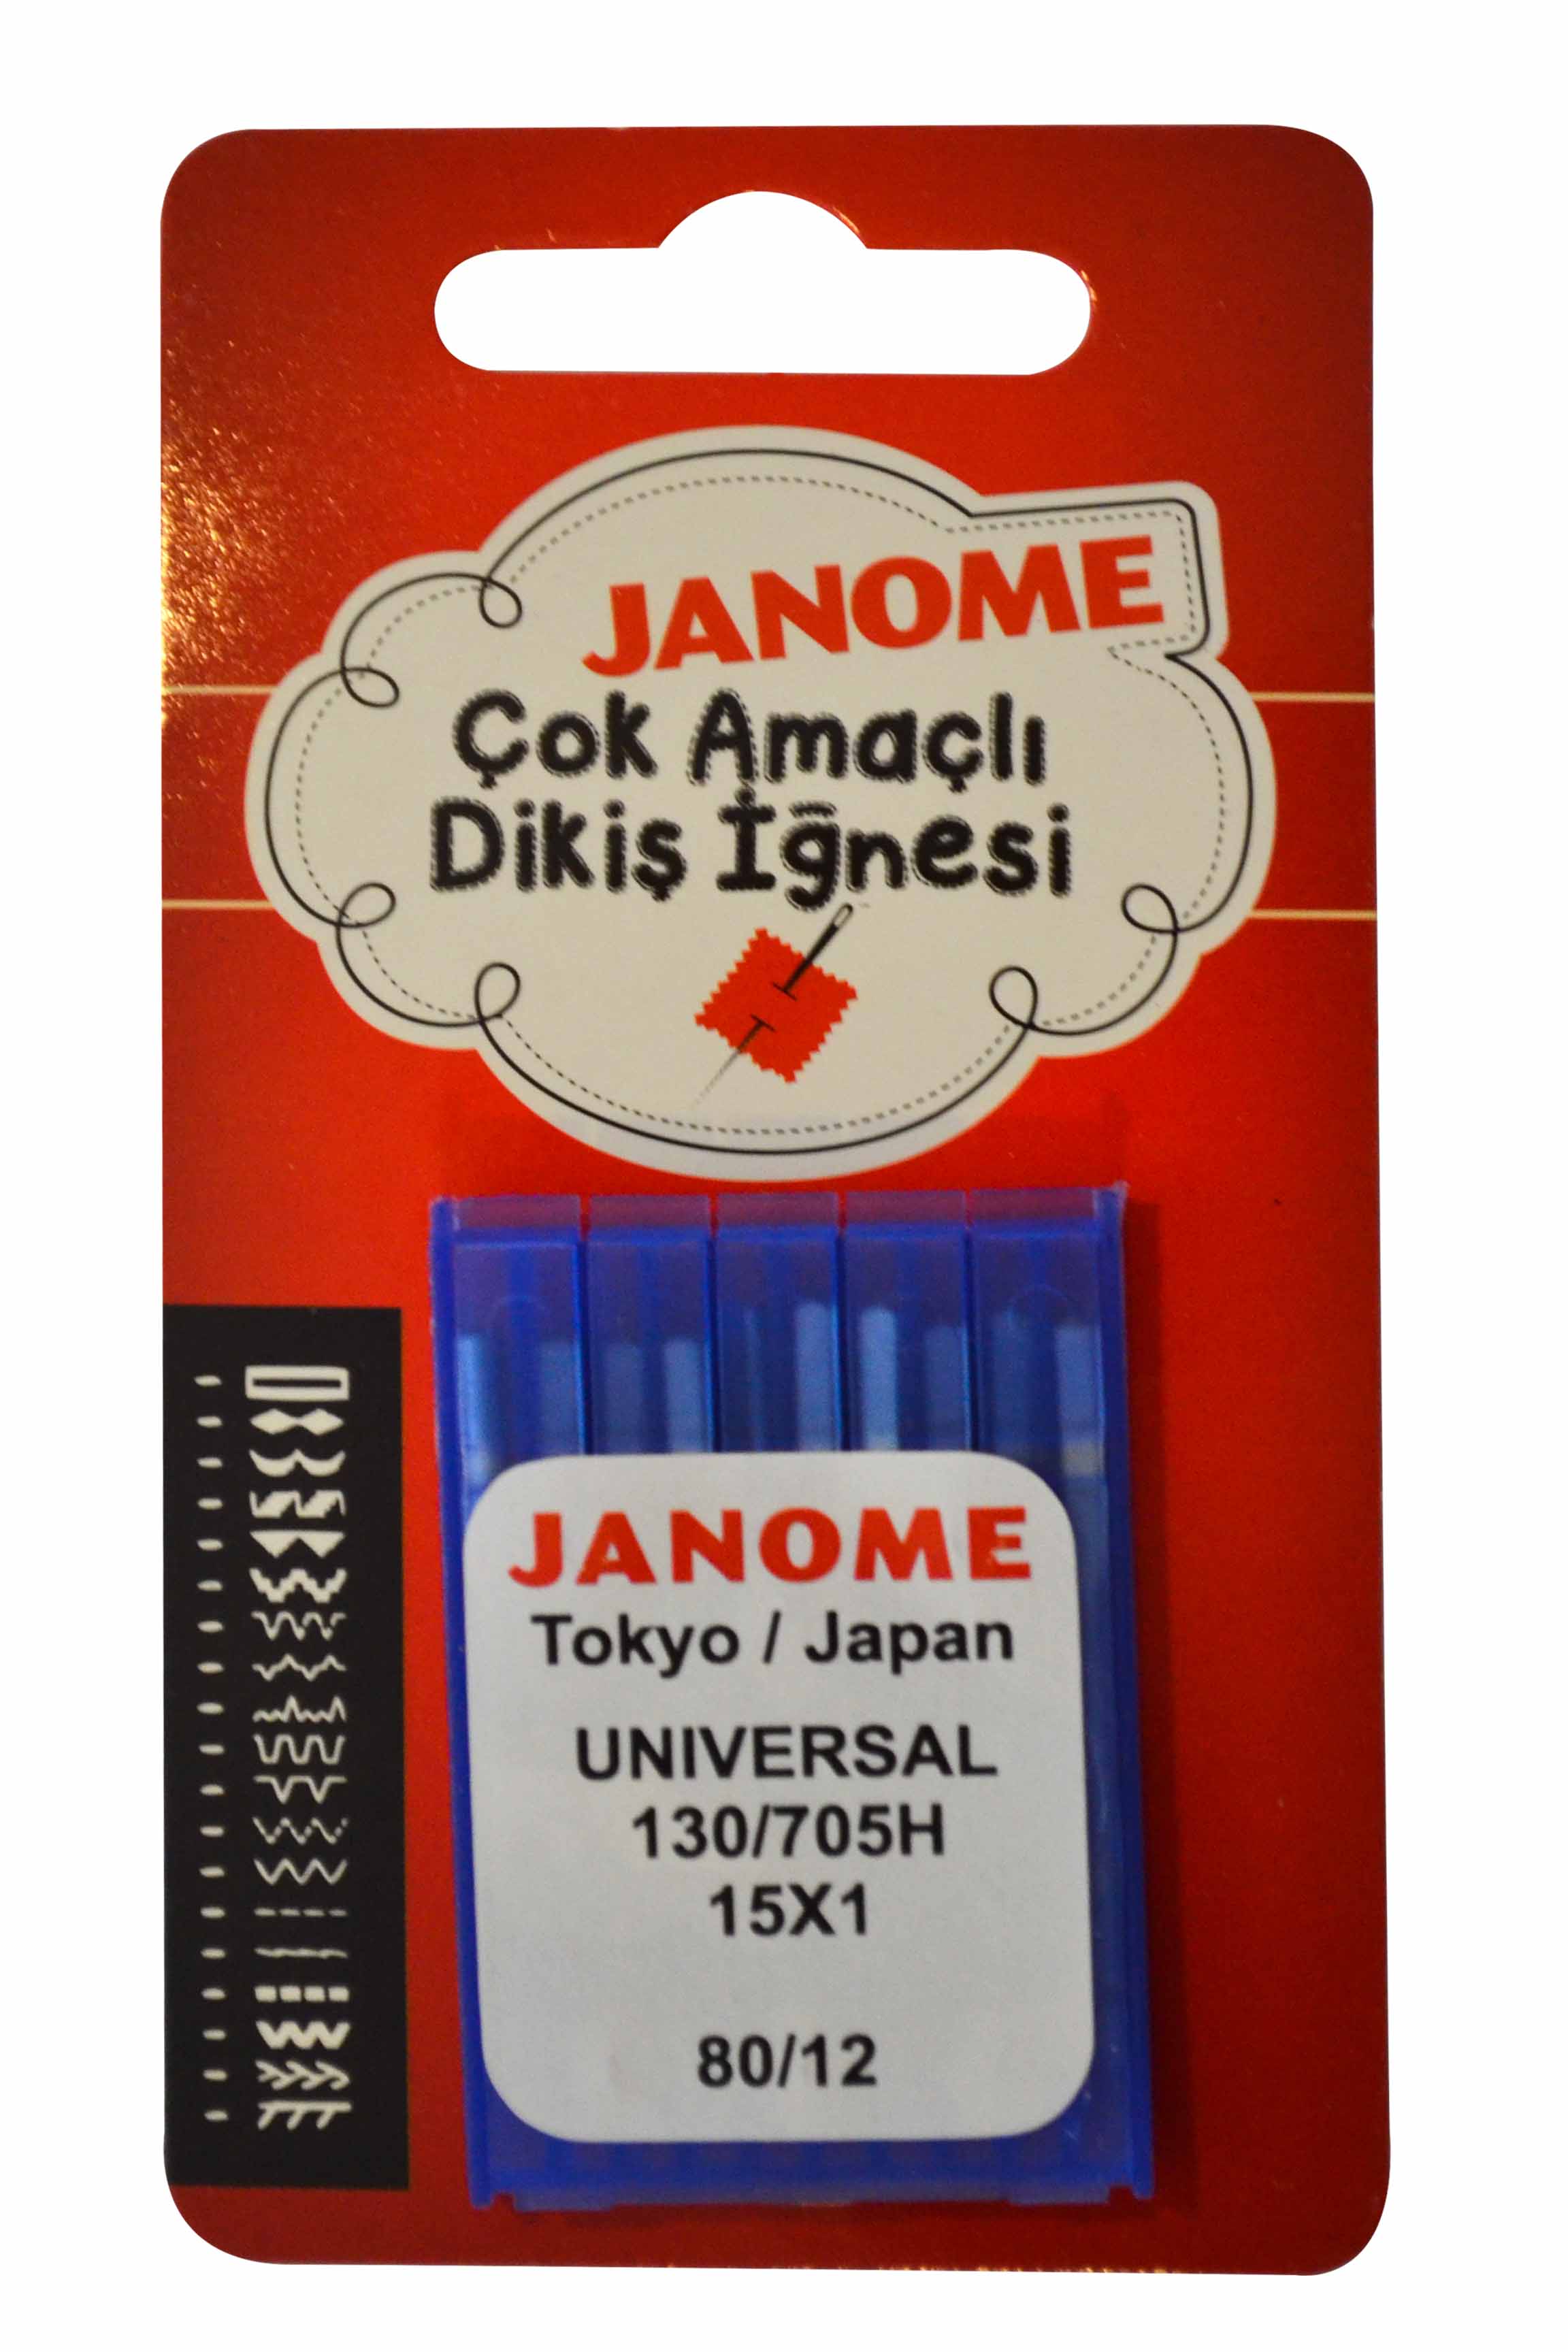 JANOME
Çok Amaçlı
Dikiş İğnesi
JANOME
Tokyo / Japan
UNIVERSAL
130/705H
15X1
80/12